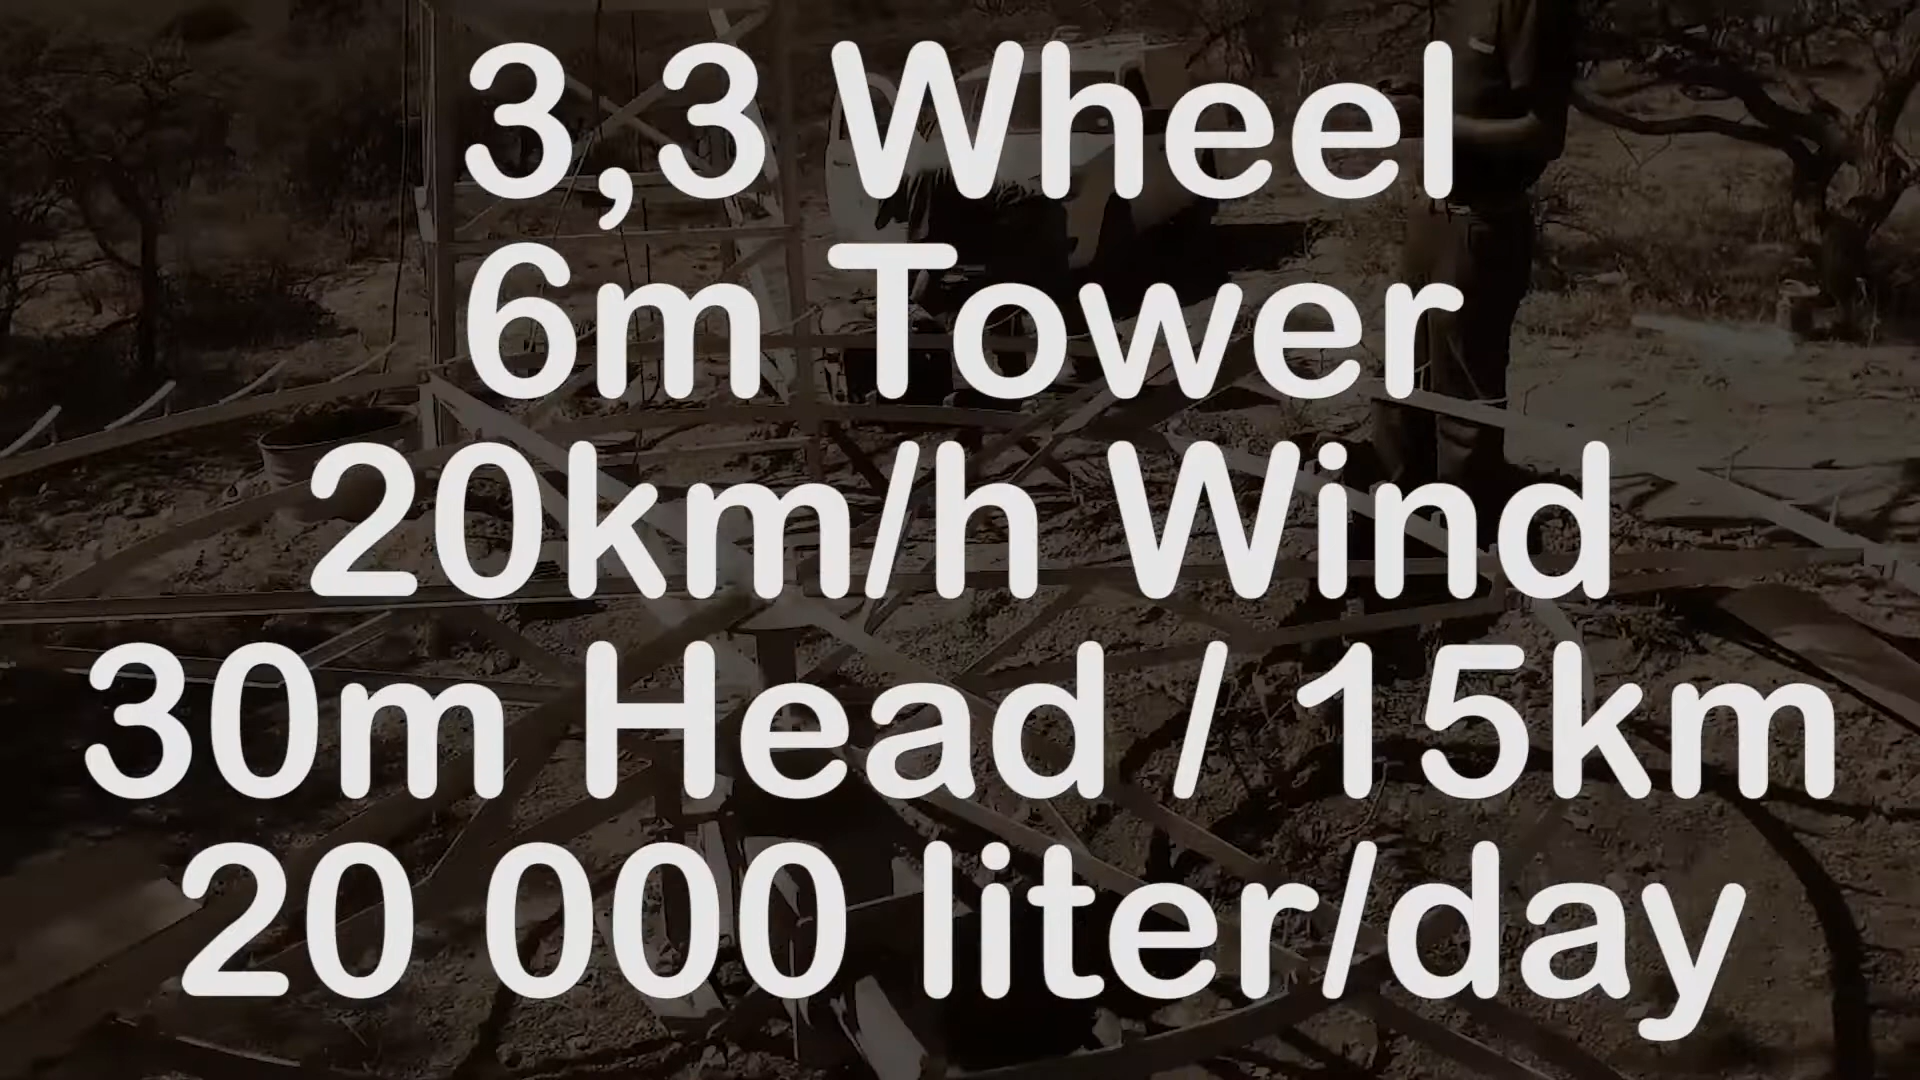 3,3 Wheel
6m Tower
20km/h Wind
30m Head / 15km
20 000 liter/day